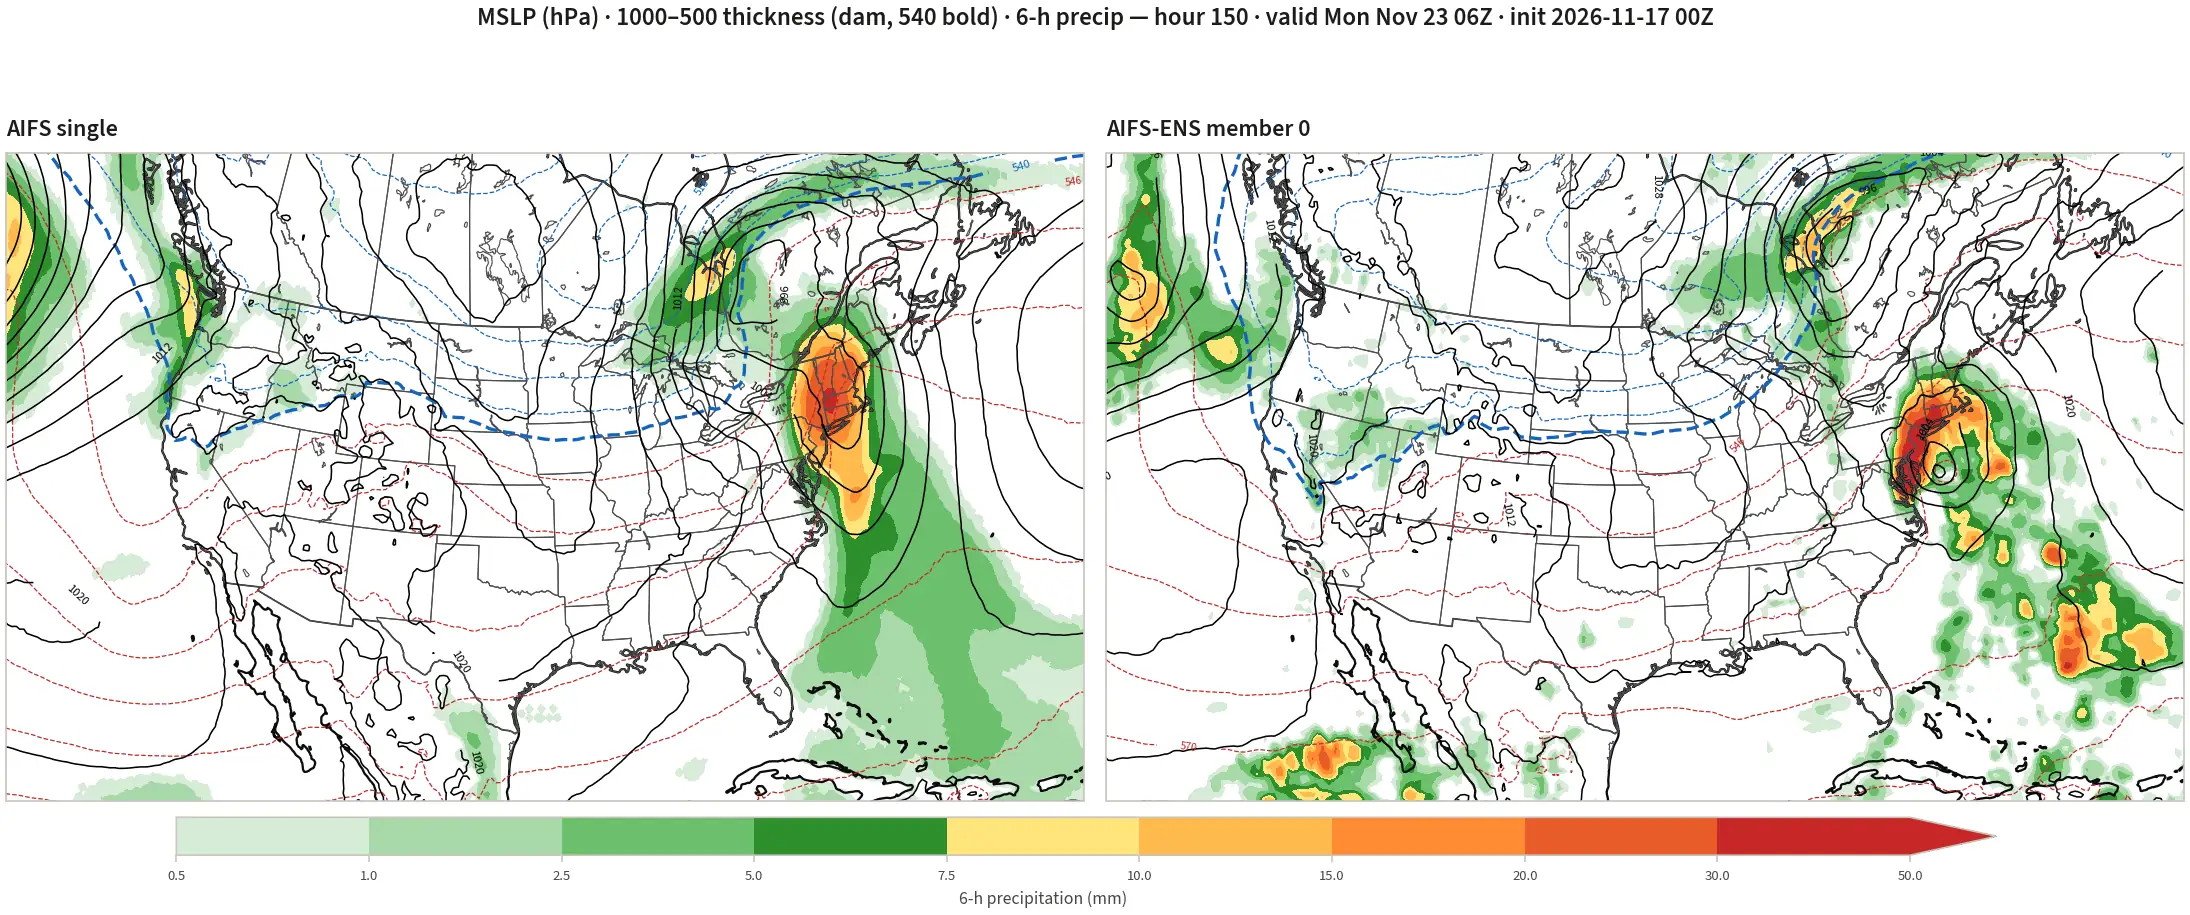 MSLP (hPa) · 1000–500 thickness (dam, 540 bold) · 6-h precip — hour 150 · valid Mon Nov 23 06Z · init 2026-11-17 00Z
AIFS single
AIFS-ENS member 0
540
546
1012
996
1012
1020
1020
1020
1028
996
1020
546
1012
570
0.5 1.0 2.5 5.0 7.5 10.0 15.0 20.0 30.0 50.0
6-h precipitation (mm)